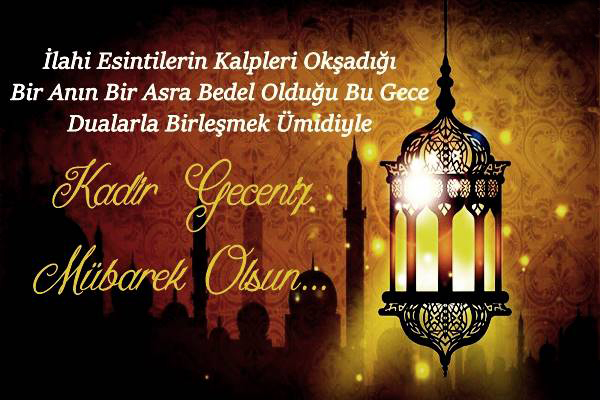 İlahi Esintilerin Kalpleri Okşadığı
Bir Anın Bir Asra Bedel Olduğu Bu Gece
Dualarla Birleşmek Ümidiyle
Kadir Geceniz
Mübarek Olsun...